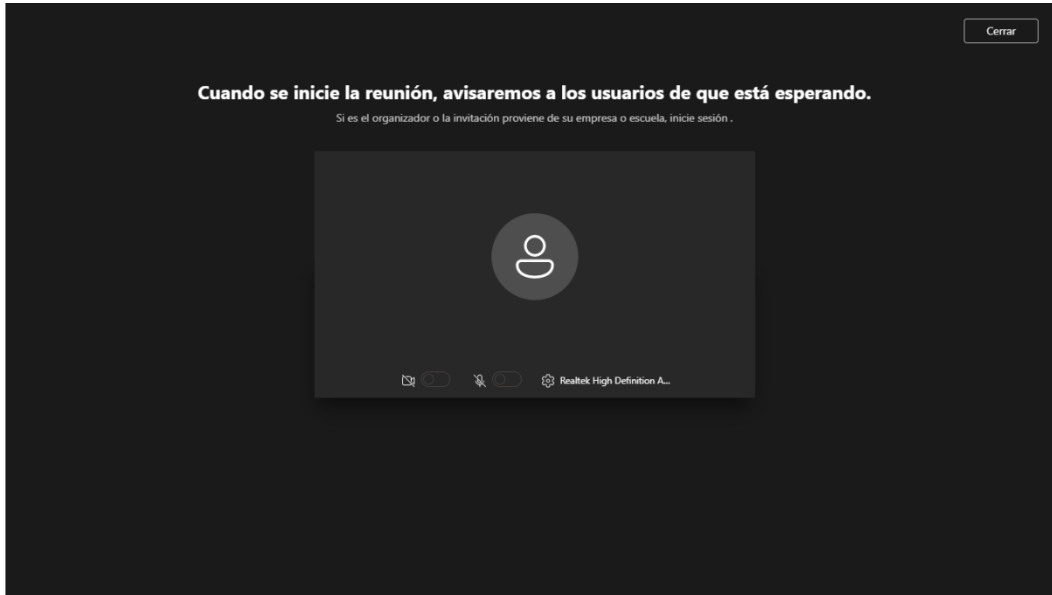 Cerrar
Cuando se inicie la reunión, avisaremos a los usuarios de que está esperando.
Si es el organizador o la invitación proviene de su empresa o escuela, inicie sesión .
Realtek High Definition A...